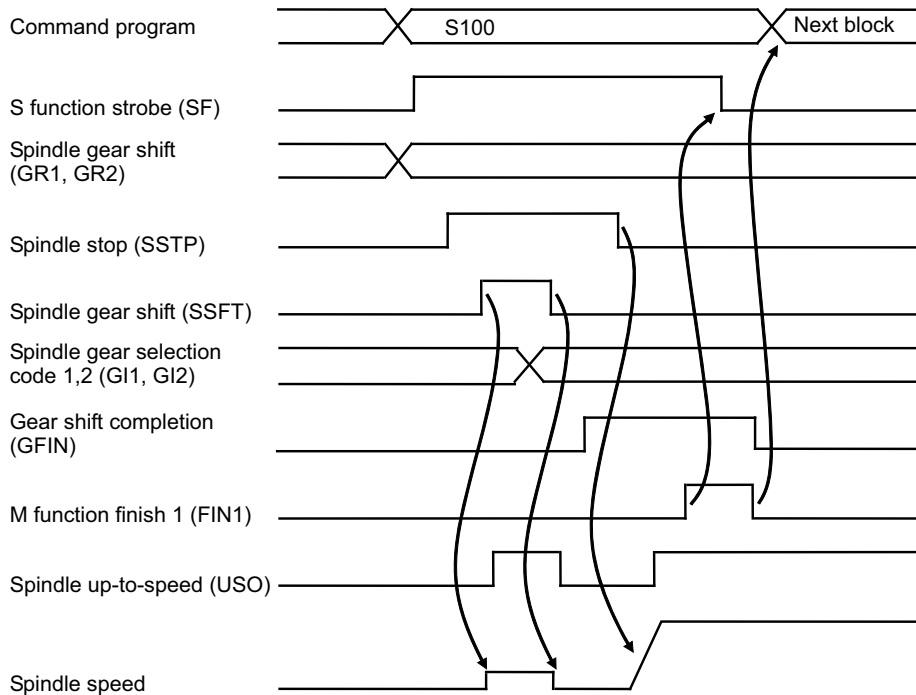 Command program
S100
Next block
S function strobe (SF)
Spindle gear shift
(GR1, GR2)
Spindle stop (SSTP)
Spindle gear shift (SSFT)
Spindle gear selection
code 1,2 (GI1, GI2)
Gear shift completion
(GFIN)
M function finish 1 (FIN1)
Spindle up-to-speed (USO)
Spindle speed